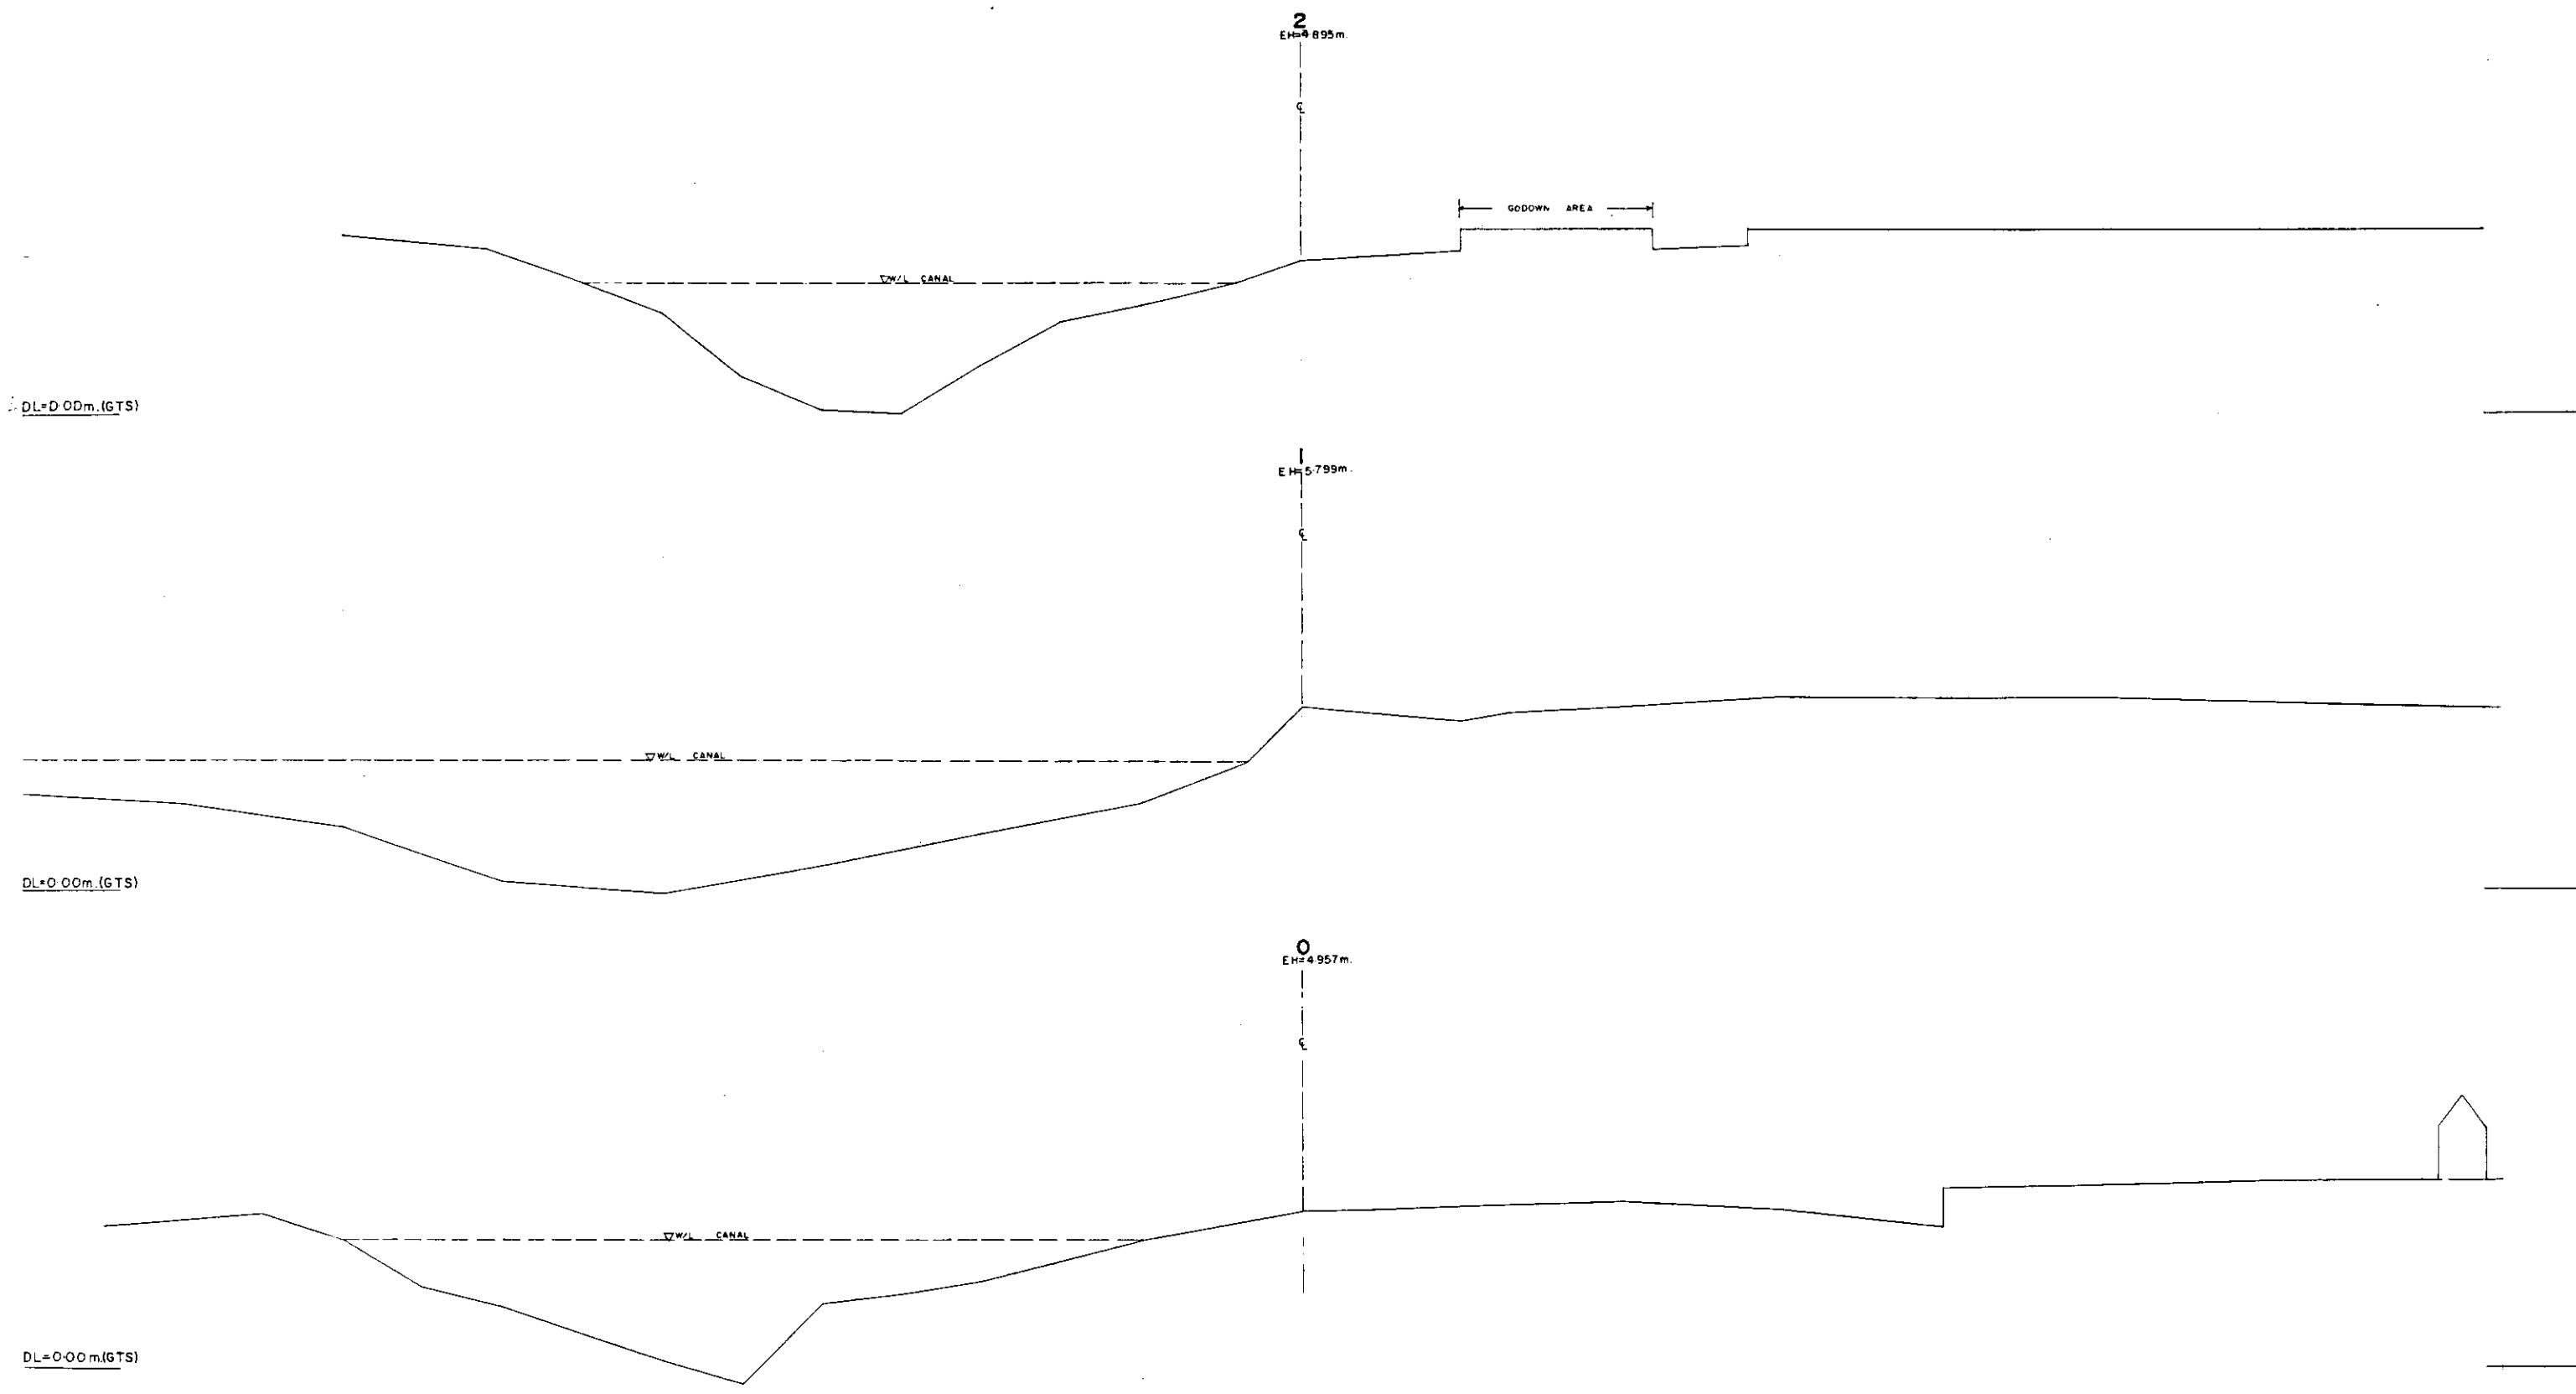 2
EH=4·895m.
℄
GODOWN AREA
▽W/L CANAL
DL=0·00m.(GTS)
1
EH=5·799m.
℄
▽W/L CANAL
DL=0·00m.(GTS)
0
EH=4·957m.
℄
▽W/L CANAL
DL=0·00m.(GTS)